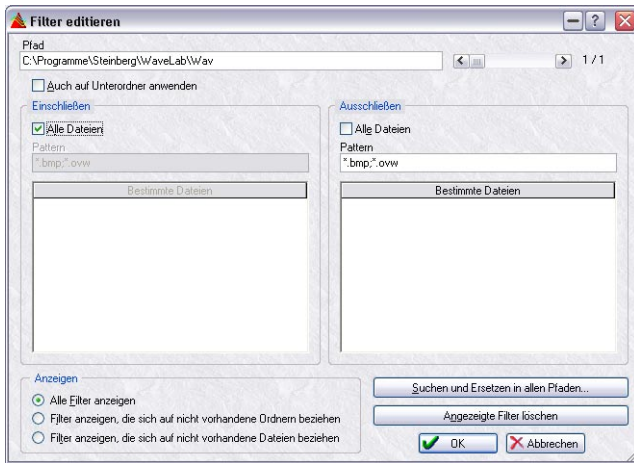 Filter editieren
Pfad
C:\Programme\Steinberg\WaveLab\Wav
1 / 1
Auch auf Unterordner anwenden
Einschließen
Alle Dateien
Pattern
*.bmp;*.ovw
Bestimmte Dateien
Ausschließen
Alle Dateien
Pattern
*.bmp;*.ovw
Bestimmte Dateien
Anzeigen
Alle Filter anzeigen
Filter anzeigen, die sich auf nicht vorhandene Ordnern beziehen
Filter anzeigen, die sich auf nicht vorhandene Dateien beziehen
Suchen und Ersetzen in allen Pfaden...
Angezeigte Filter löschen
OK
Abbrechen